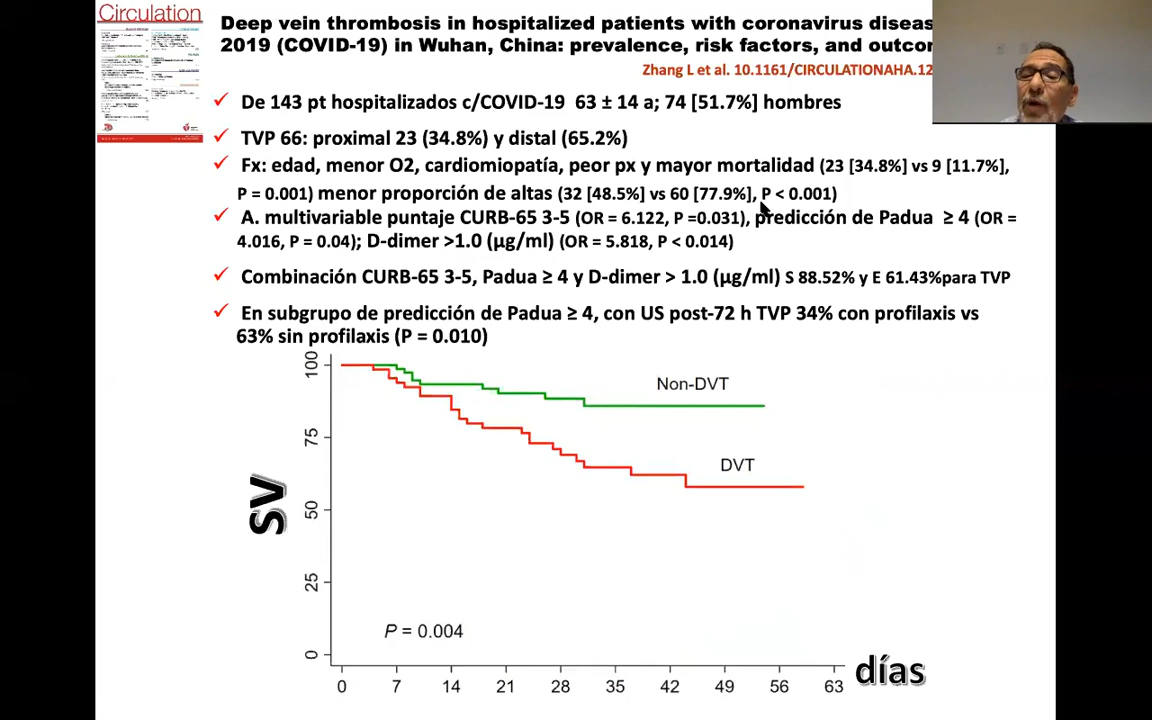 Circulation
Deep vein thrombosis in hospitalized patients with coronavirus diseas
2019 (COVID-19) in Wuhan, China: prevalence, risk factors, and outcom
Zhang L et al. 10.1161/CIRCULATIONAHA.12
De 143 pt hospitalizados c/COVID-19 63 ± 14 a; 74 [51.7%] hombres
TVP 66: proximal 23 (34.8%) y distal (65.2%)
Fx: edad, menor O2, cardiomiopatía, peor px y mayor mortalidad (23 [34.8%] vs 9 [11.7%],
P = 0.001) menor proporción de altas (32 [48.5%] vs 60 [77.9%], P < 0.001)
A. multivariable puntaje CURB-65 3-5 (OR = 6.122, P =0.031), predicción de Padua ≥ 4 (OR =
4.016, P = 0.04); D-dimer >1.0 (μg/ml) (OR = 5.818, P < 0.014)
Combinación CURB-65 3-5, Padua ≥ 4 y D-dimer > 1.0 (μg/ml) S 88.52% y E 61.43%para TVP
En subgrupo de predicción de Padua ≥ 4, con US post-72 h TVP 34% con profilaxis vs
63% sin profilaxis (P = 0.010)
100
75
50
25
0
SV
Non-DVT
DVT
P = 0.004
0 7 14 21 28 35 42 49 56 63
días